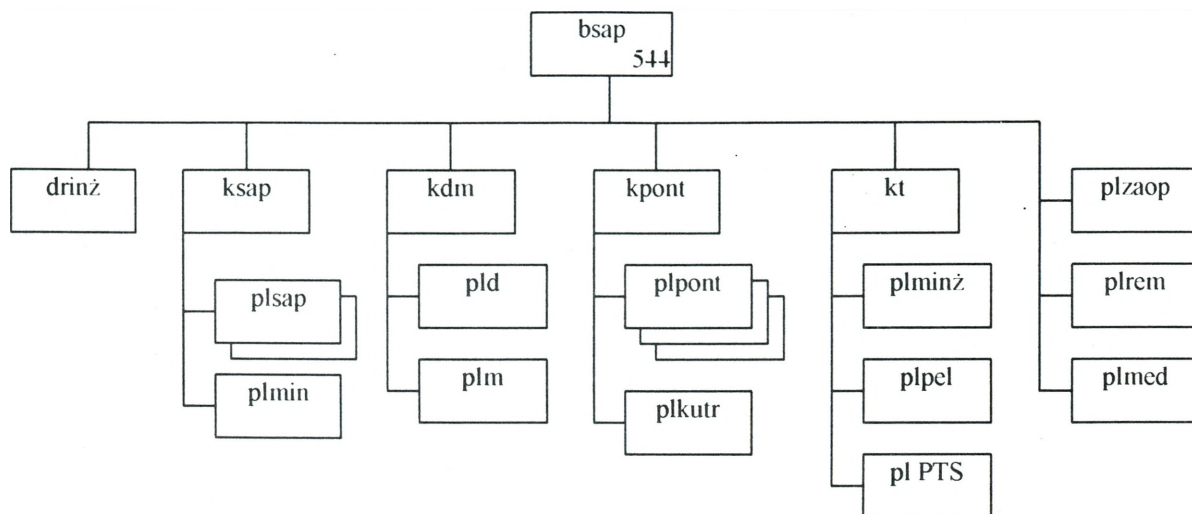 bsap
544
drinż
ksap
kdm
kpont
kt
plzaop
plsap
pld
plpont
plminż
plrem
plmin
plm
plkutr
plpel
plmed
pl PTS